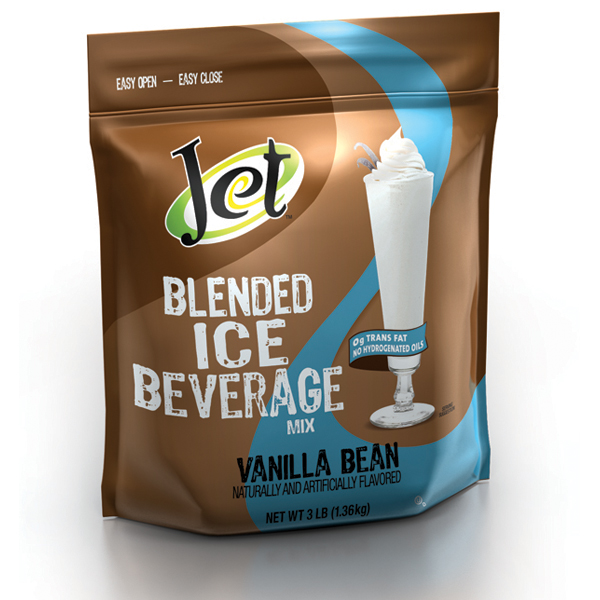 EASY OPEN — EASY CLOSE
Jet
BLENDED
ICE
BEVERAGE
MIX
0g TRANS FAT
NO HYDROGENATED OILS
VANILLA BEAN
NATURALLY AND ARTIFICIALLY FLAVORED
NET WT 3 LB (1.36kg)